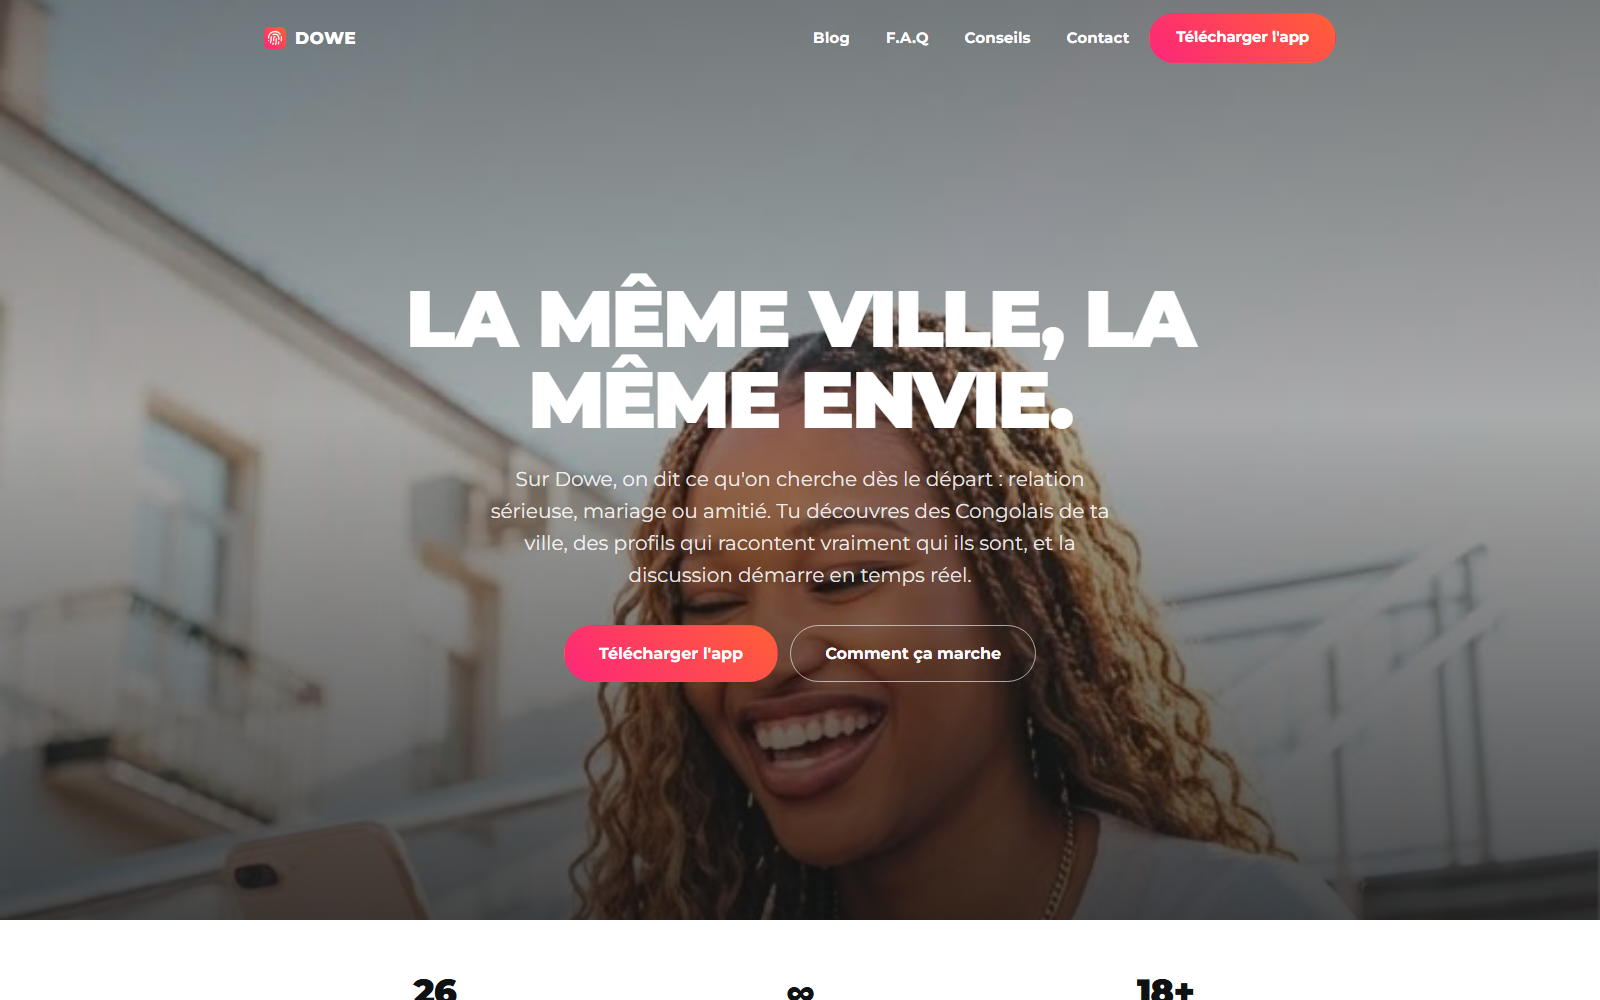 DOWE
Blog
F.A.Q
Conseils
Contact
Télécharger l'app
LA MÊME VILLE, LA
MÊME ENVIE.
Sur Dowe, on dit ce qu'on cherche dès le départ : relation
sérieuse, mariage ou amitié. Tu découvres des Congolais de ta
ville, des profils qui racontent vraiment qui ils sont, et la
discussion démarre en temps réel.
Télécharger l'app
Comment ça marche
26
∞
18+